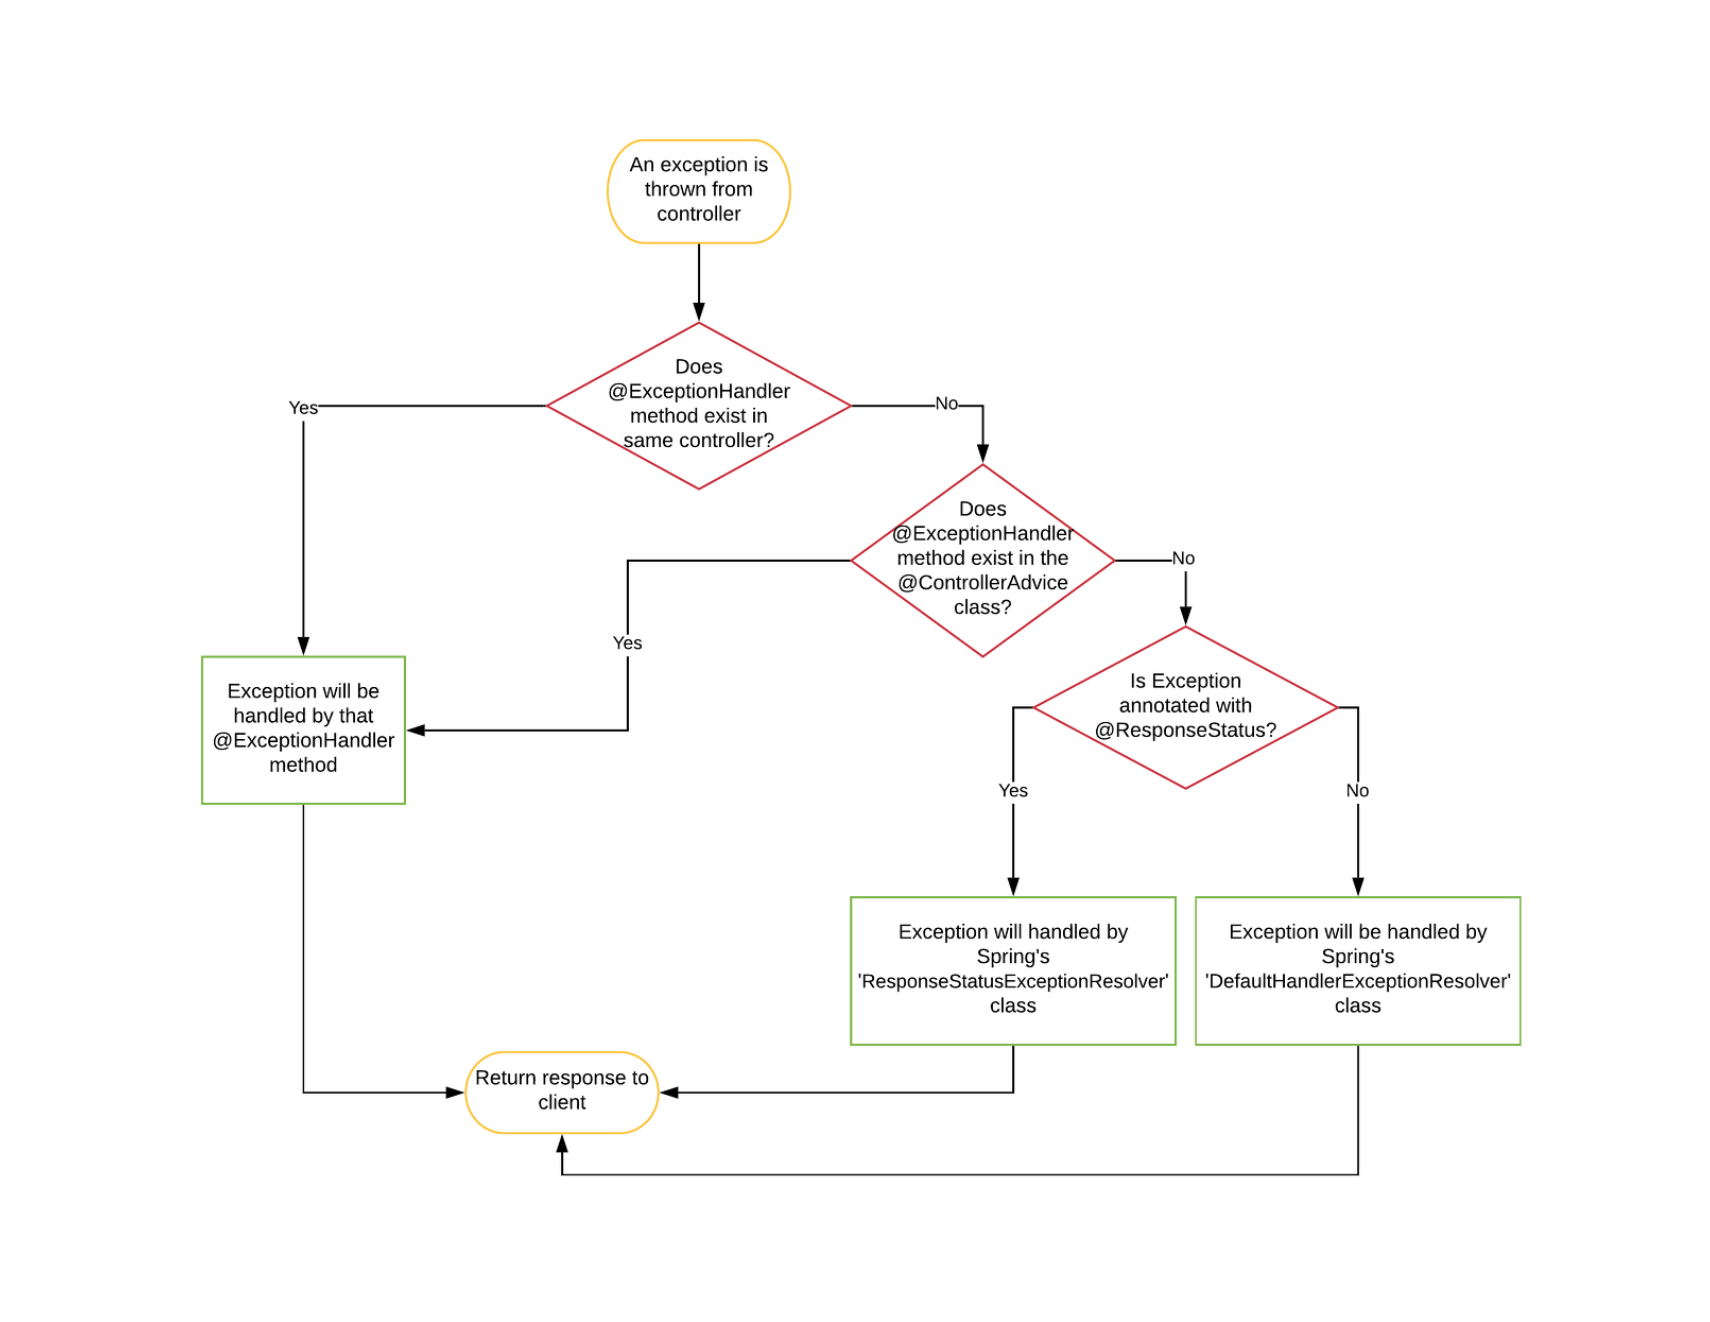 An exception is
thrown from
controller
Does
@ExceptionHandler
method exist in
same controller?
Yes
No
Does
@ExceptionHandler
method exist in the
@ControllerAdvice
class?
Yes
No
Is Exception
annotated with
@ResponseStatus?
Yes
No
Exception will be
handled by that
@ExceptionHandler
method
Exception will handled by
Spring's
'ResponseStatusExceptionResolver'
class
Exception will be handled by
Spring's
'DefaultHandlerExceptionResolver'
class
Return response to
client